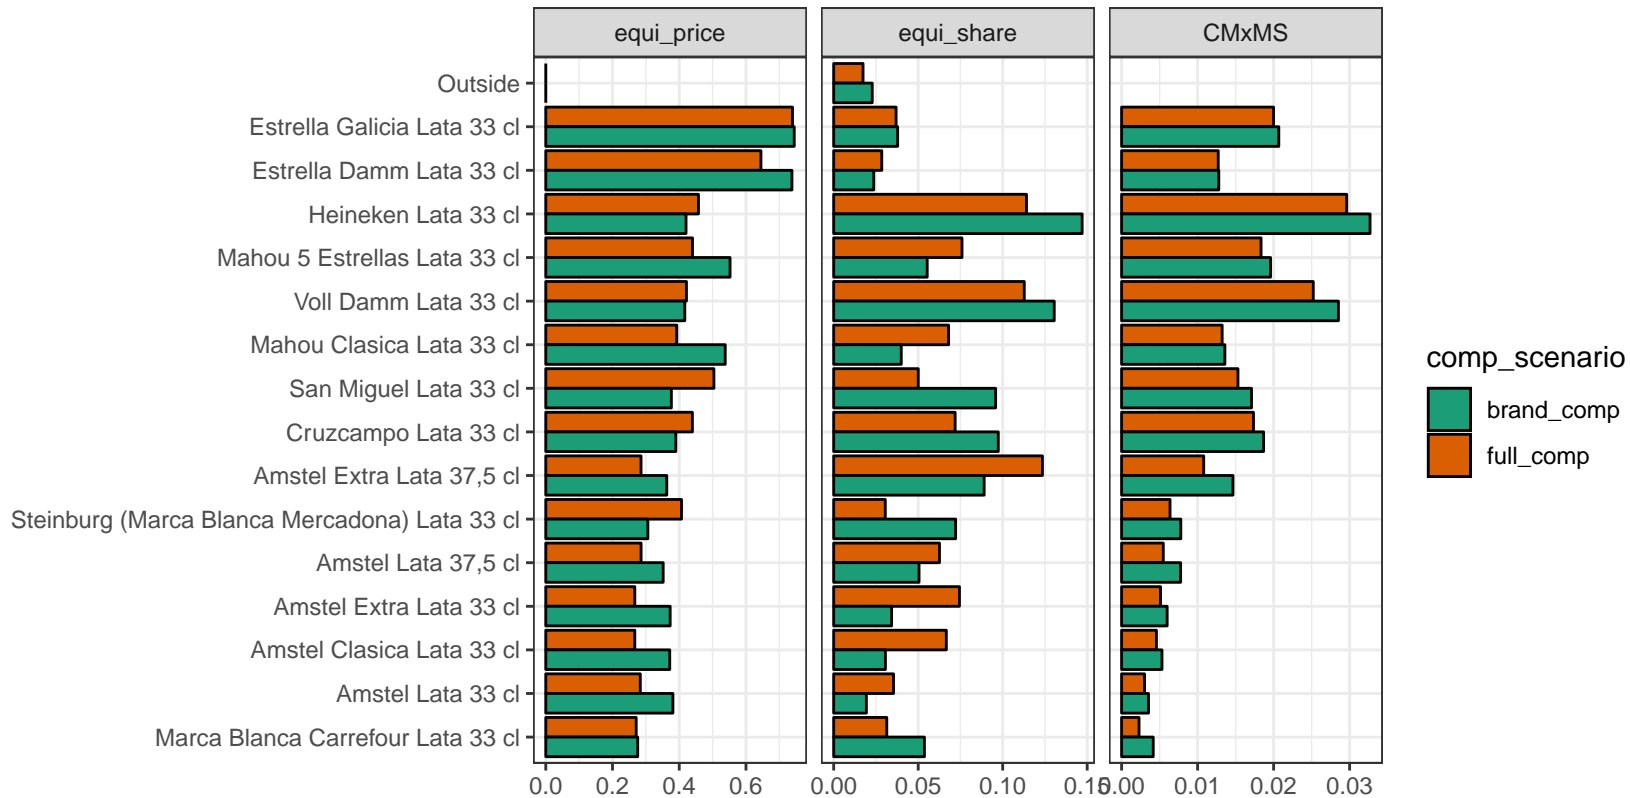 equi_price
equi_share
CMxMS
Outside
Estrella Galicia Lata 33 cl
Estrella Damm Lata 33 cl
Heineken Lata 33 cl
Mahou 5 Estrellas Lata 33 cl
Voll Damm Lata 33 cl
Mahou Clasica Lata 33 cl
San Miguel Lata 33 cl
Cruzcampo Lata 33 cl
Amstel Extra Lata 37,5 cl
Steinburg (Marca Blanca Mercadona) Lata 33 cl
Amstel Lata 37,5 cl
Amstel Extra Lata 33 cl
Amstel Clasica Lata 33 cl
Amstel Lata 33 cl
Marca Blanca Carrefour Lata 33 cl
0.0 0.2 0.4 0.6
0.00 0.05 0.10 0.15
0.00 0.01 0.02 0.03
comp_scenario
brand_comp
full_comp